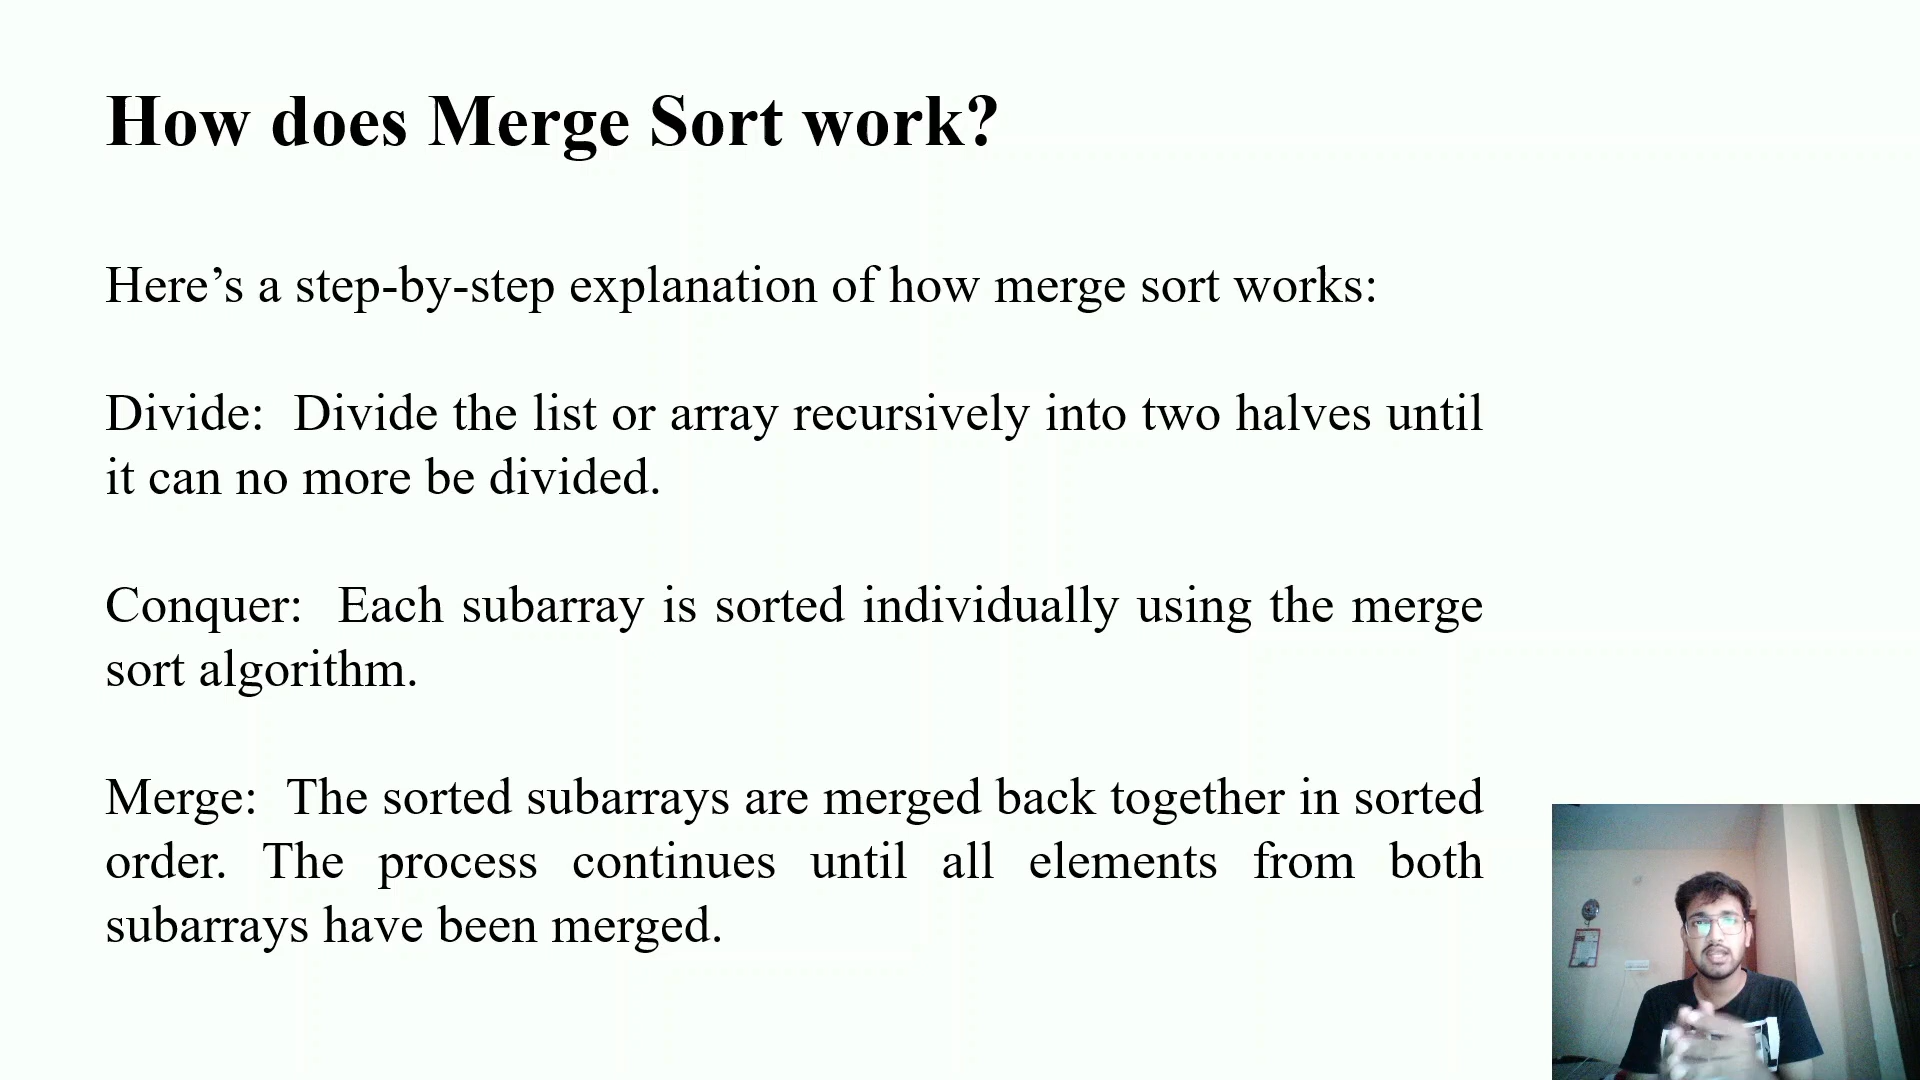 How does Merge Sort work?
Here’s a step-by-step explanation of how merge sort works:
Divide:  Divide the list or array recursively into two halves until
it can no more be divided.
Conquer:  Each subarray is sorted individually using the merge
sort algorithm.
Merge:  The sorted subarrays are merged back together in sorted
order. The process continues until all elements from both
subarrays have been merged.